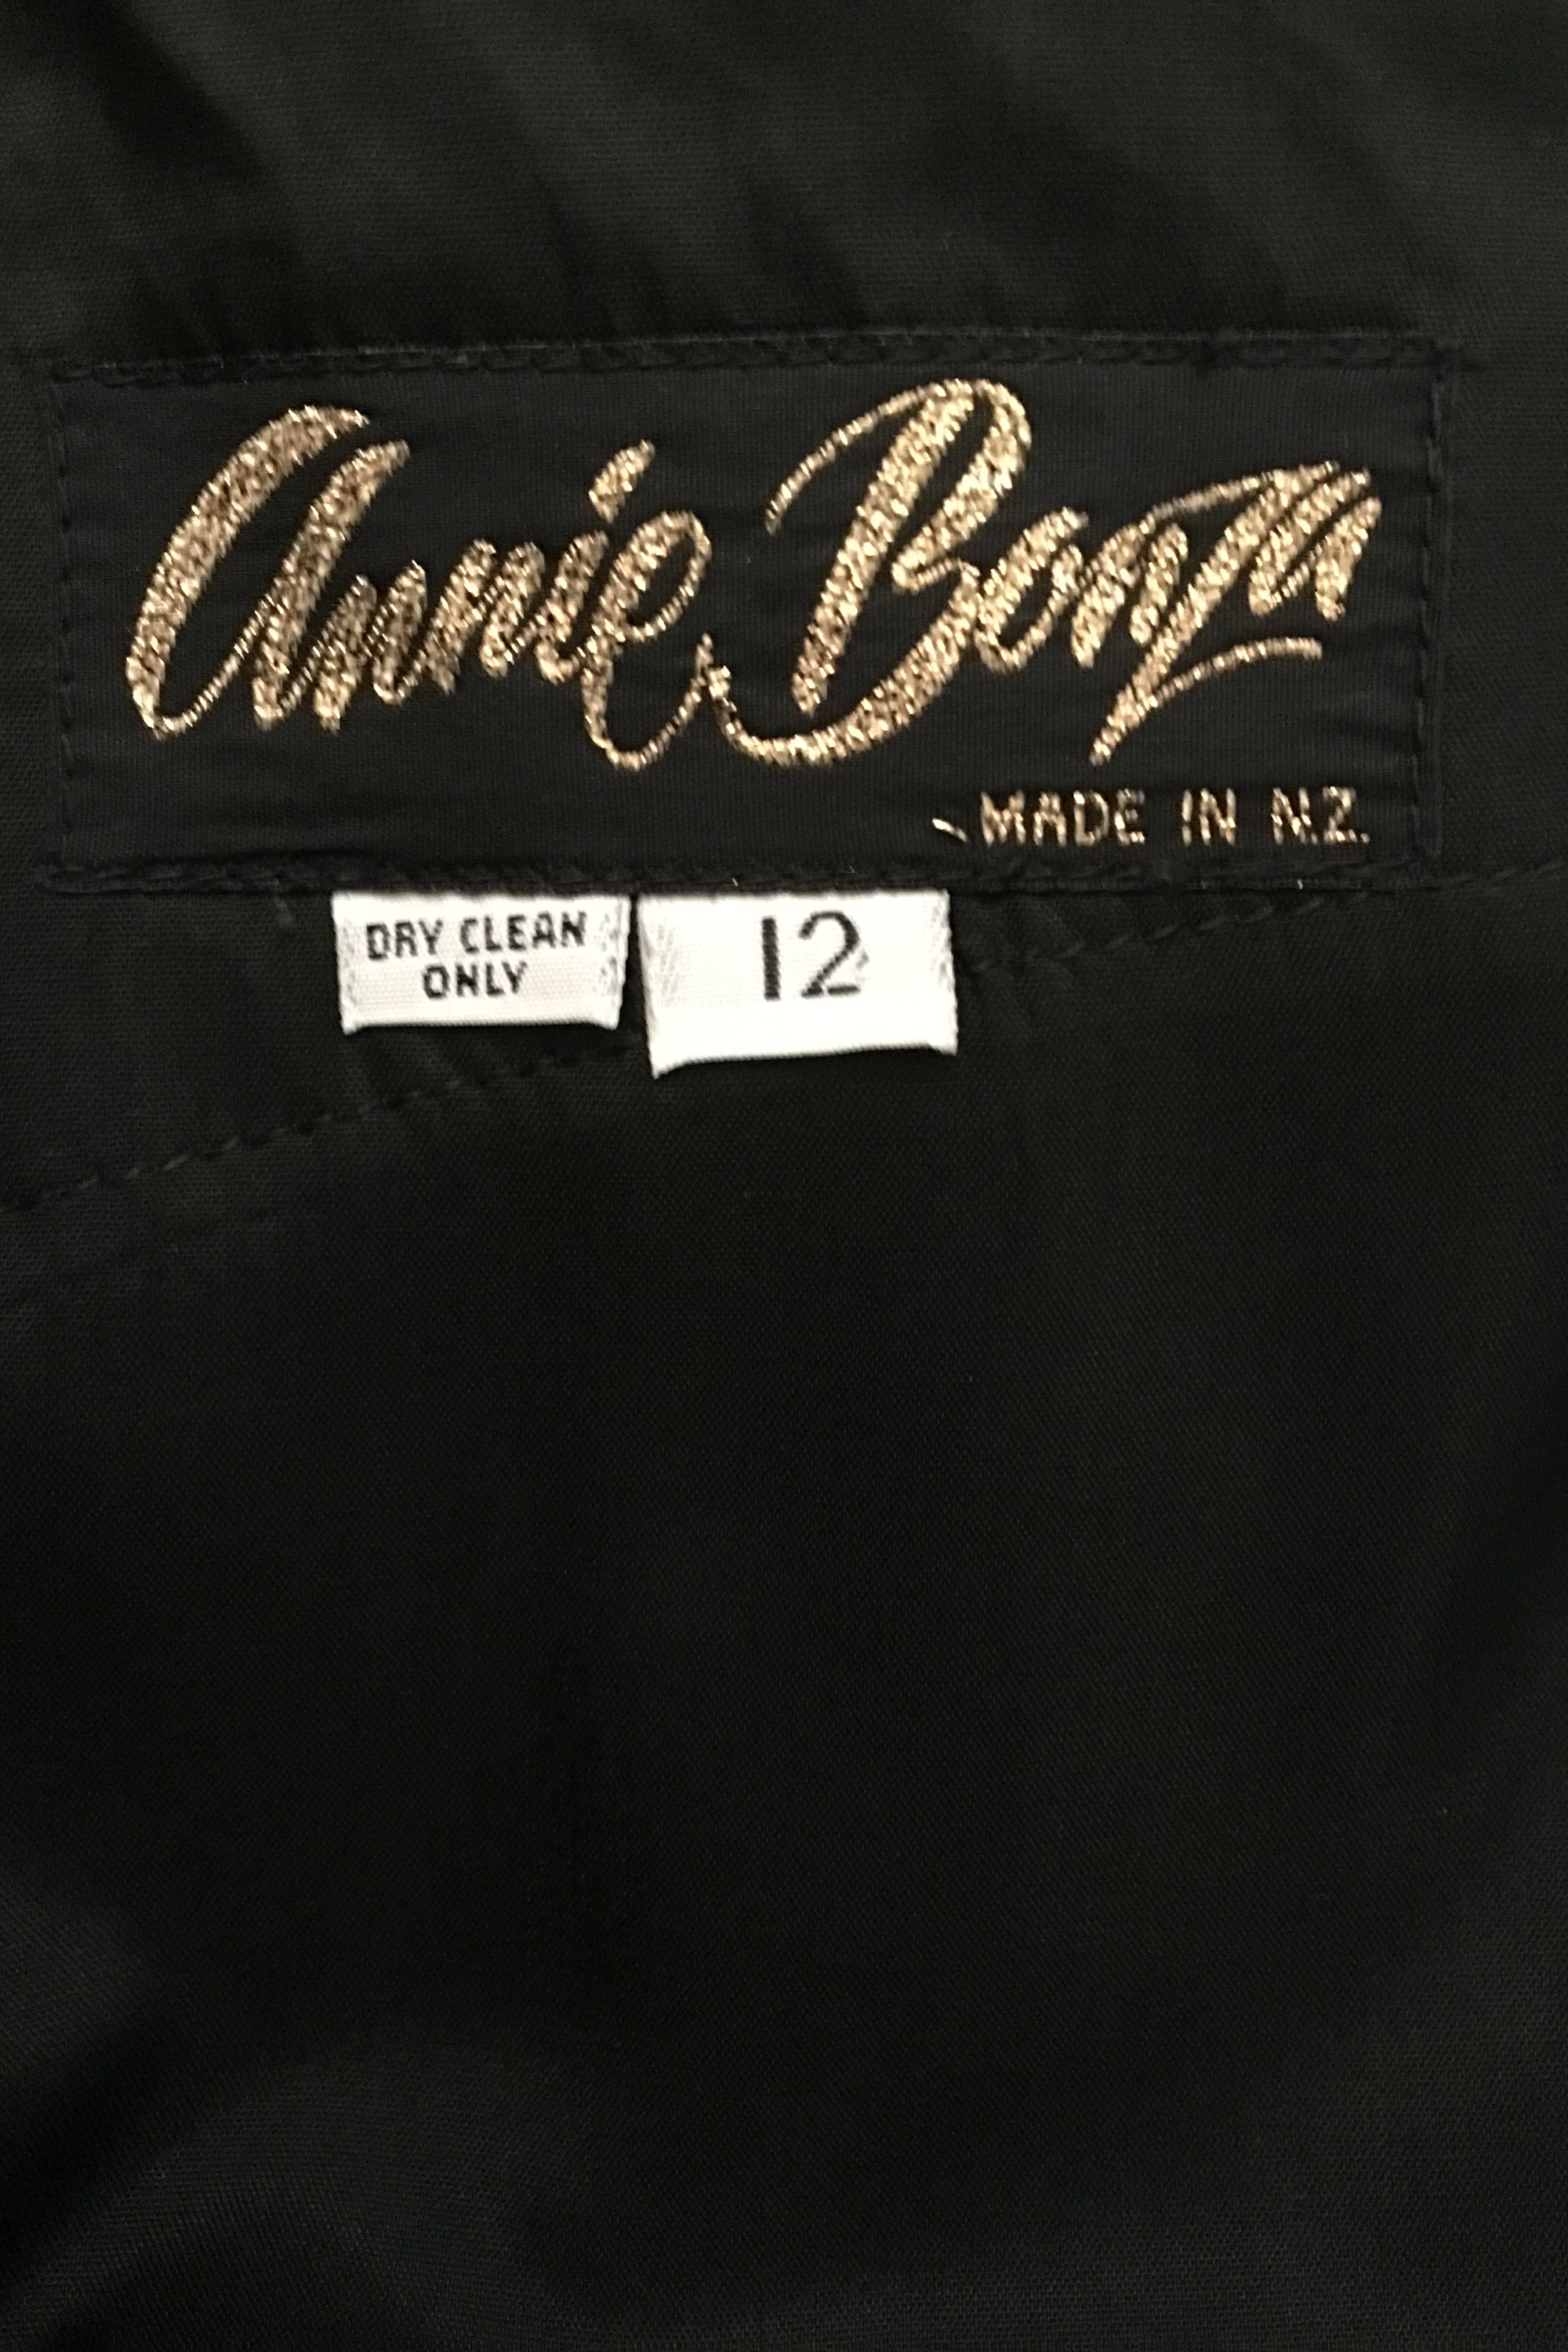 Annie Bonza
MADE IN N.Z.
DRY CLEAN
ONLY
12